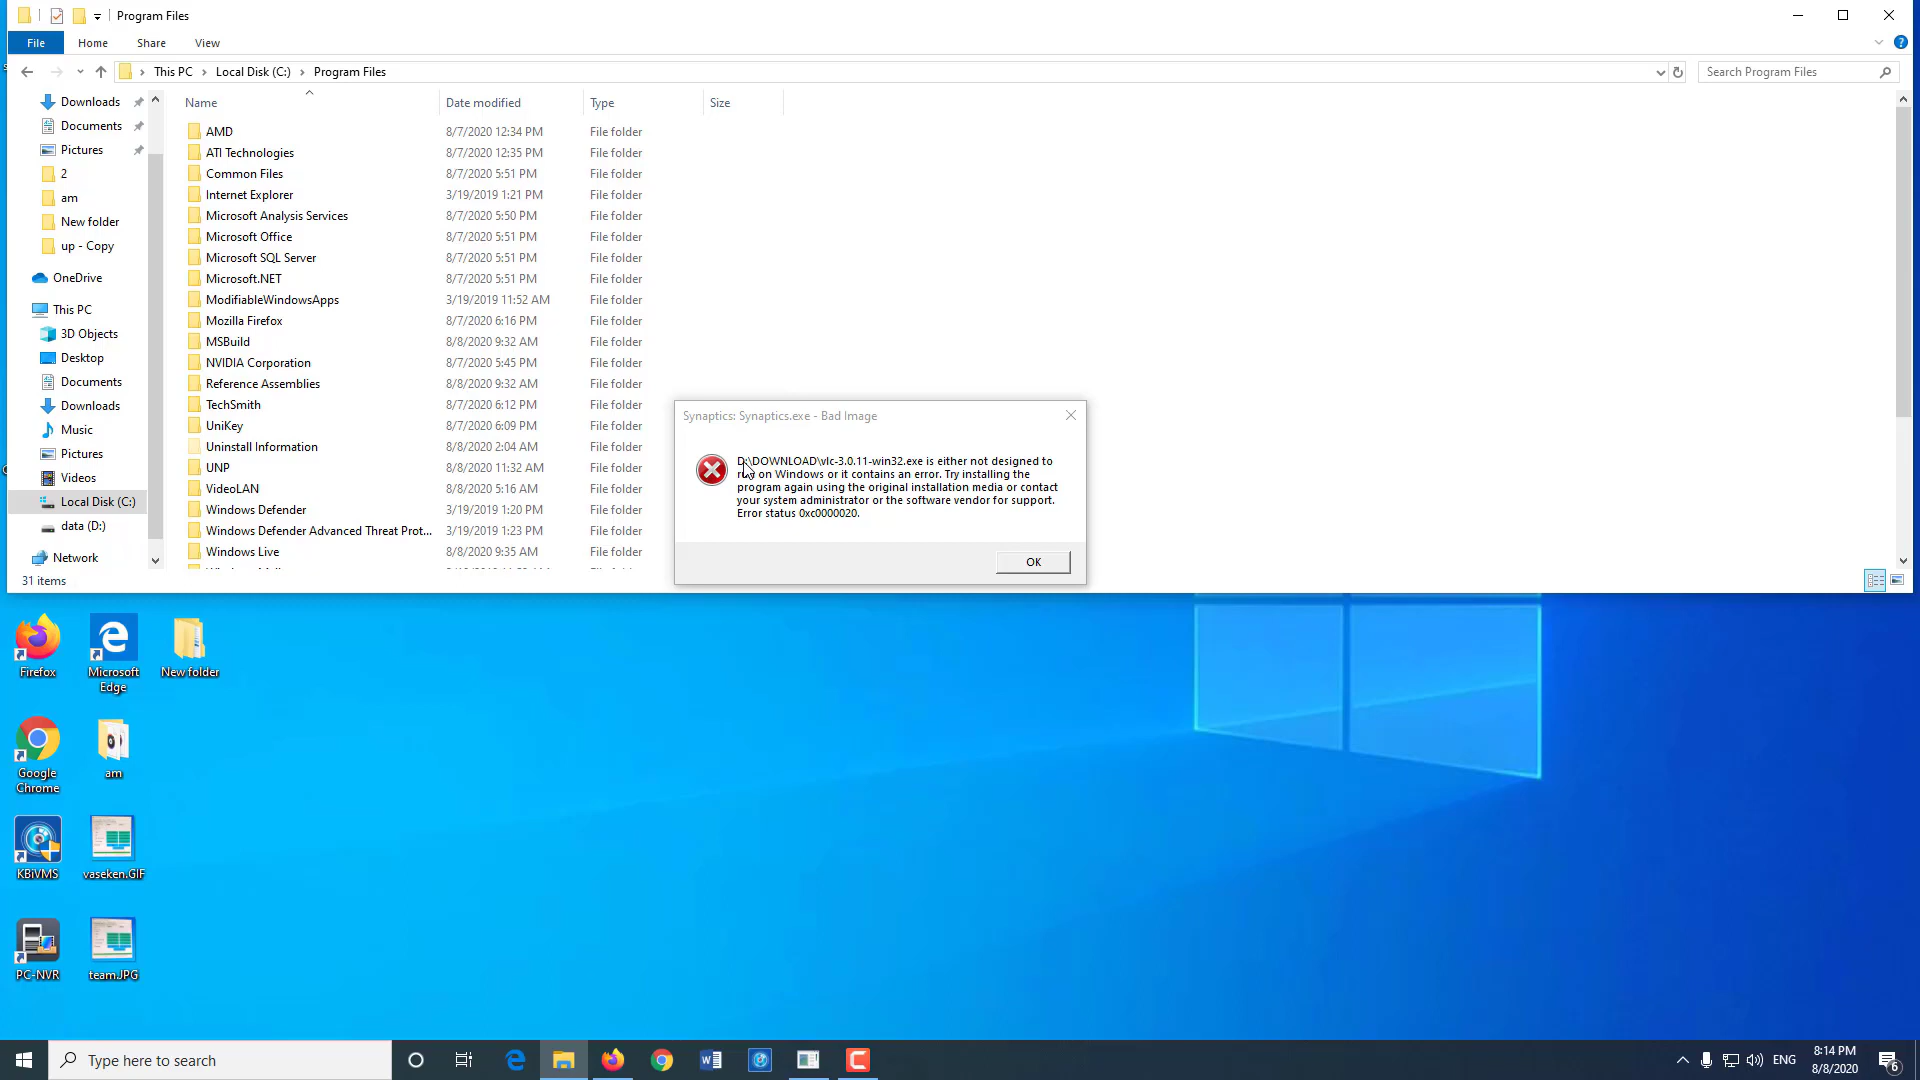 Program Files
File
Home
Share
View
This PC
Local Disk (C:)
Program Files
Search Program Files
Downloads
Documents
Pictures
2
am
New folder
up - Copy
OneDrive
This PC
3D Objects
Desktop
Documents
Downloads
Music
Pictures
Videos
Local Disk (C:)
data (D:)
Network
Name Date modified Type Size
AMD 8/7/2020 12:34 PM File folder
ATI Technologies 8/7/2020 12:35 PM File folder
Common Files 8/7/2020 5:51 PM File folder
Internet Explorer 3/19/2019 1:21 PM File folder
Microsoft Analysis Services 8/7/2020 5:50 PM File folder
Microsoft Office 8/7/2020 5:51 PM File folder
Microsoft SQL Server 8/7/2020 5:51 PM File folder
Microsoft.NET 8/7/2020 5:51 PM File folder
ModifiableWindowsApps 3/19/2019 11:52 AM File folder
Mozilla Firefox 8/7/2020 6:16 PM File folder
MSBuild 8/8/2020 9:32 AM File folder
NVIDIA Corporation 8/7/2020 5:45 PM File folder
Reference Assemblies 8/8/2020 9:32 AM File folder
TechSmith 8/7/2020 6:12 PM File folder
UniKey 8/7/2020 6:09 PM File folder
Uninstall Information 8/8/2020 2:04 AM File folder
UNP 8/8/2020 11:32 AM File folder
VideoLAN 8/8/2020 5:16 AM File folder
Windows Defender 3/19/2019 1:20 PM File folder
Windows Defender Advanced Threat Prot... 3/19/2019 1:23 PM File folder
Windows Live 8/8/2020 9:35 AM File folder
31 items
Synaptics: Synaptics.exe - Bad Image
D:\DOWNLOAD\vlc-3.0.11-win32.exe is either not designed to
run on Windows or it contains an error. Try installing the
program again using the original installation media or contact
your system administrator or the software vendor for support.
Error status 0xc0000020.
OK
Firefox
Microsoft
Edge
New folder
Google
Chrome
am
KBiVMS
vaseken.GIF
PC-NVR
team.JPG
Type here to search
ENG
8:14 PM
8/8/2020
6